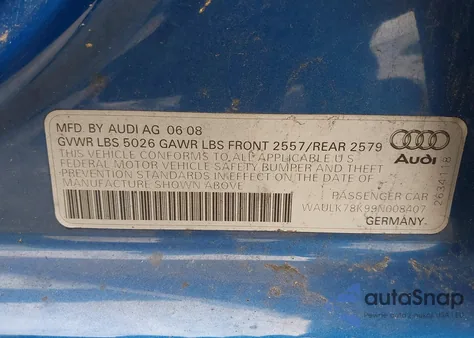 MFD BY AUDI AG 06 08
GVWR LBS 5026 GAWR LBS FRONT 2557/REAR 2579
THIS VEHICLE CONFORMS TO ALL APPLICABLE U S
FEDERAL MOTOR VEHICLE SAFETY BUMPER AND THEFT
PREVENTION STANDARDS IN EFFECT ON THE DATE OF
MANUFACTURE SHOWN ABOVE
Audi
PASSENGER CAR
WAULK78K99N008407
GERMANY
autoSnap